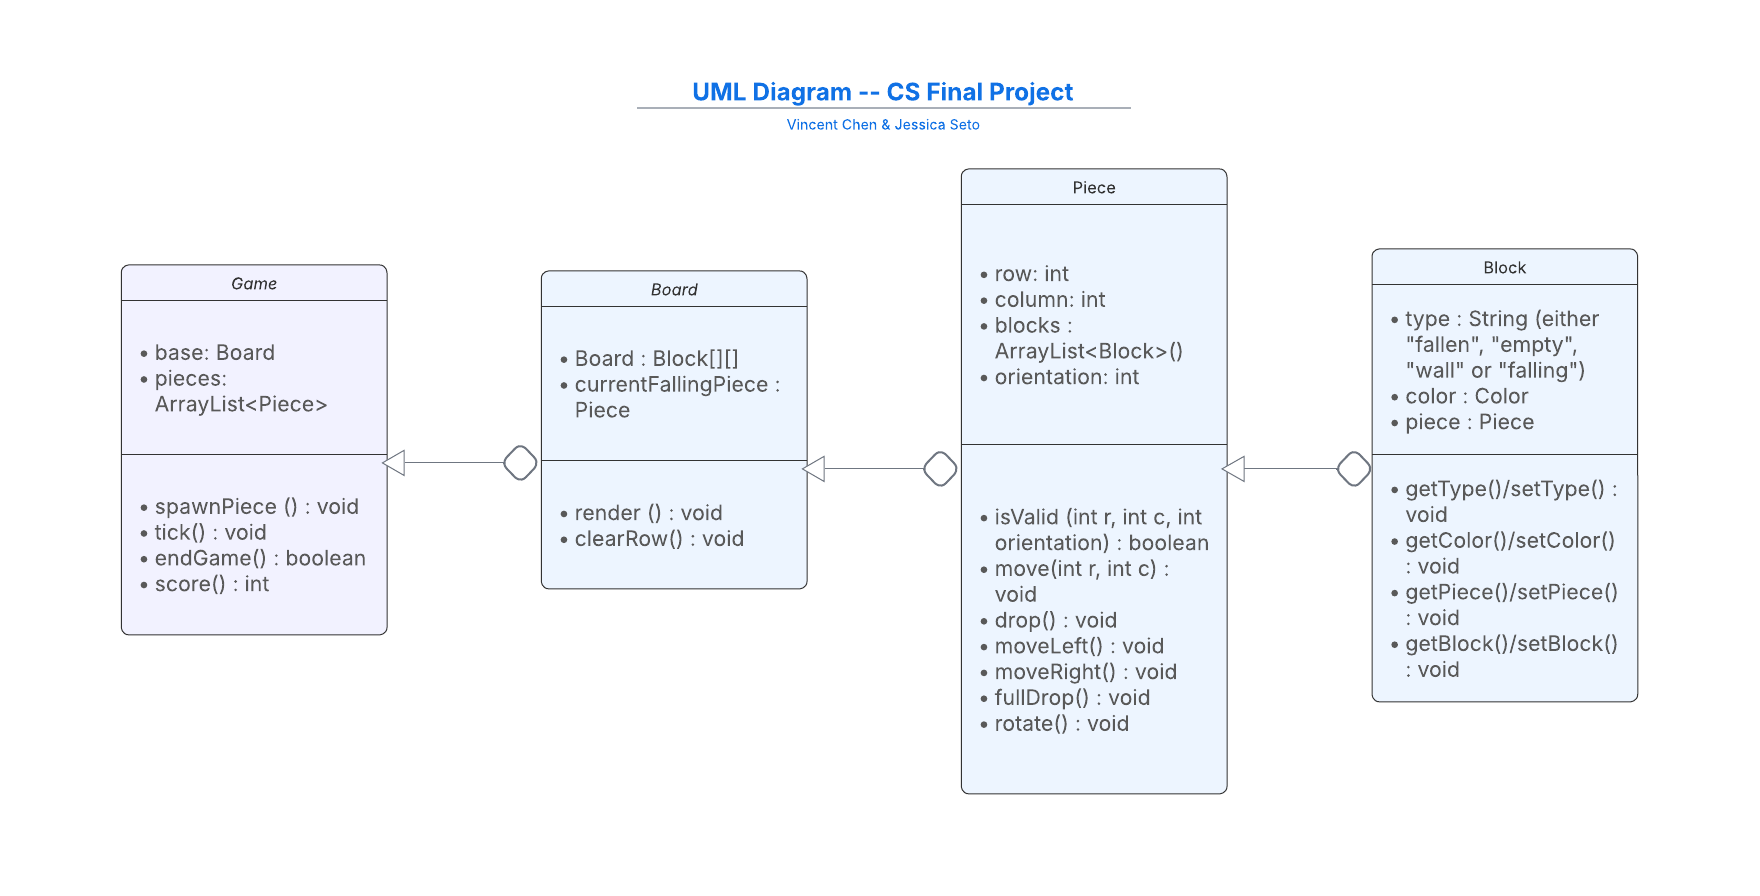 UML Diagram -- CS Final Project
Vincent Chen & Jessica Seto
Game
• base: Board
• pieces:
ArrayList<Piece>
• spawnPiece () : void
• tick() : void
• endGame() : boolean
• score() : int
Board
• Board : Block[][]
• currentFallingPiece :
Piece
• render () : void
• clearRow() : void
Piece
• row: int
• column: int
• blocks :
ArrayList<Block>()
• orientation: int
• isValid (int r, int c, int
orientation) : boolean
• move(int r, int c) :
void
• drop() : void
• moveLeft() : void
• moveRight() : void
• fullDrop() : void
• rotate() : void
Block
• type : String (either
"fallen", "empty",
"wall" or "falling")
• color : Color
• piece : Piece
• getType()/setType() :
void
• getColor()/setColor()
: void
• getPiece()/setPiece()
: void
• getBlock()/setBlock()
: void